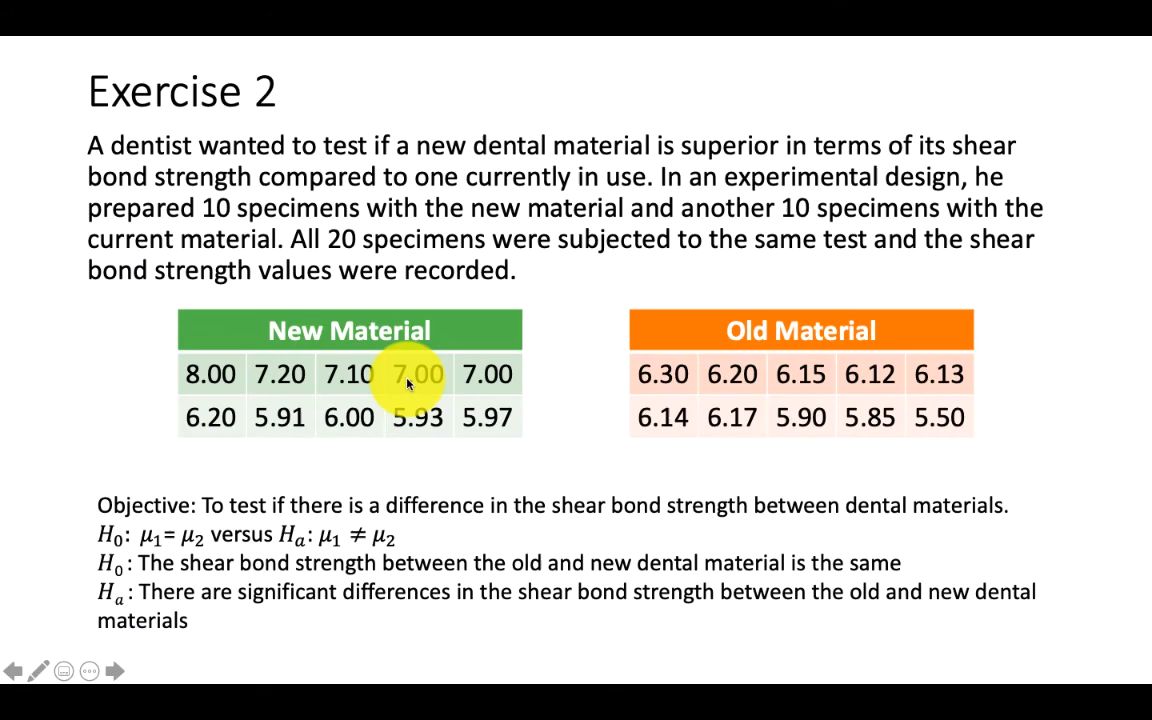 Exercise 2
A dentist wanted to test if a new dental material is superior in terms of its shear
bond strength compared to one currently in use. In an experimental design, he
prepared 10 specimens with the new material and another 10 specimens with the
current material. All 20 specimens were subjected to the same test and the shear
bond strength values were recorded.
New Material
8.00 7.20 7.10 7.00 7.00
6.20 5.91 6.00 5.93 5.97
Old Material
6.30 6.20 6.15 6.12 6.13
6.14 6.17 5.90 5.85 5.50
Objective: To test if there is a difference in the shear bond strength between dental materials.
H₀: μ₁= μ₂ versus Hₐ: μ₁ ≠ μ₂
H₀: The shear bond strength between the old and new dental material is the same
Hₐ: There are significant differences in the shear bond strength between the old and new dental
materials